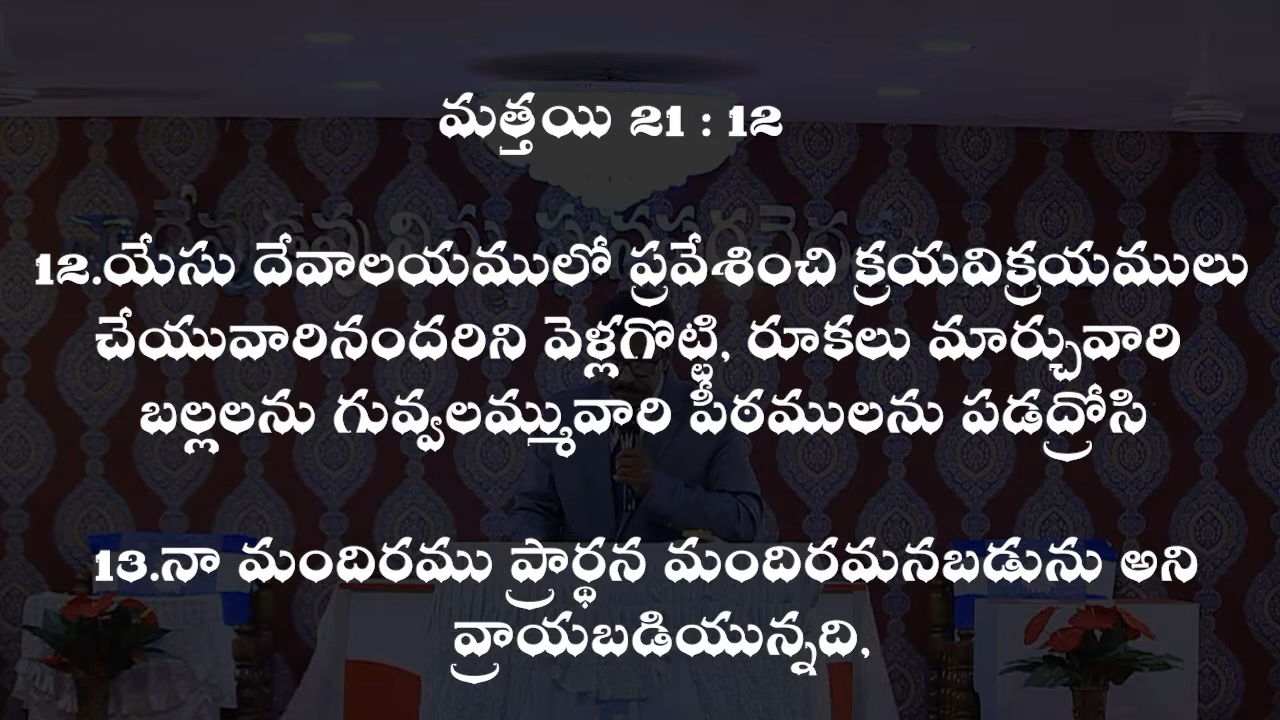 మత్తయి 21 : 12
12.యేసు దేవాలయములో ప్రవేశించి క్రయవిక్రయములు
చేయువారినందరిని వెళ్లగొట్టి, రూకలు మార్చువారి
బల్లలను గువ్వలమ్మువారి పీఠములను పడద్రోసి
13.నా మందిరము ప్రార్థన మందిరమనబడును అని
వ్రాయబడియున్నది,